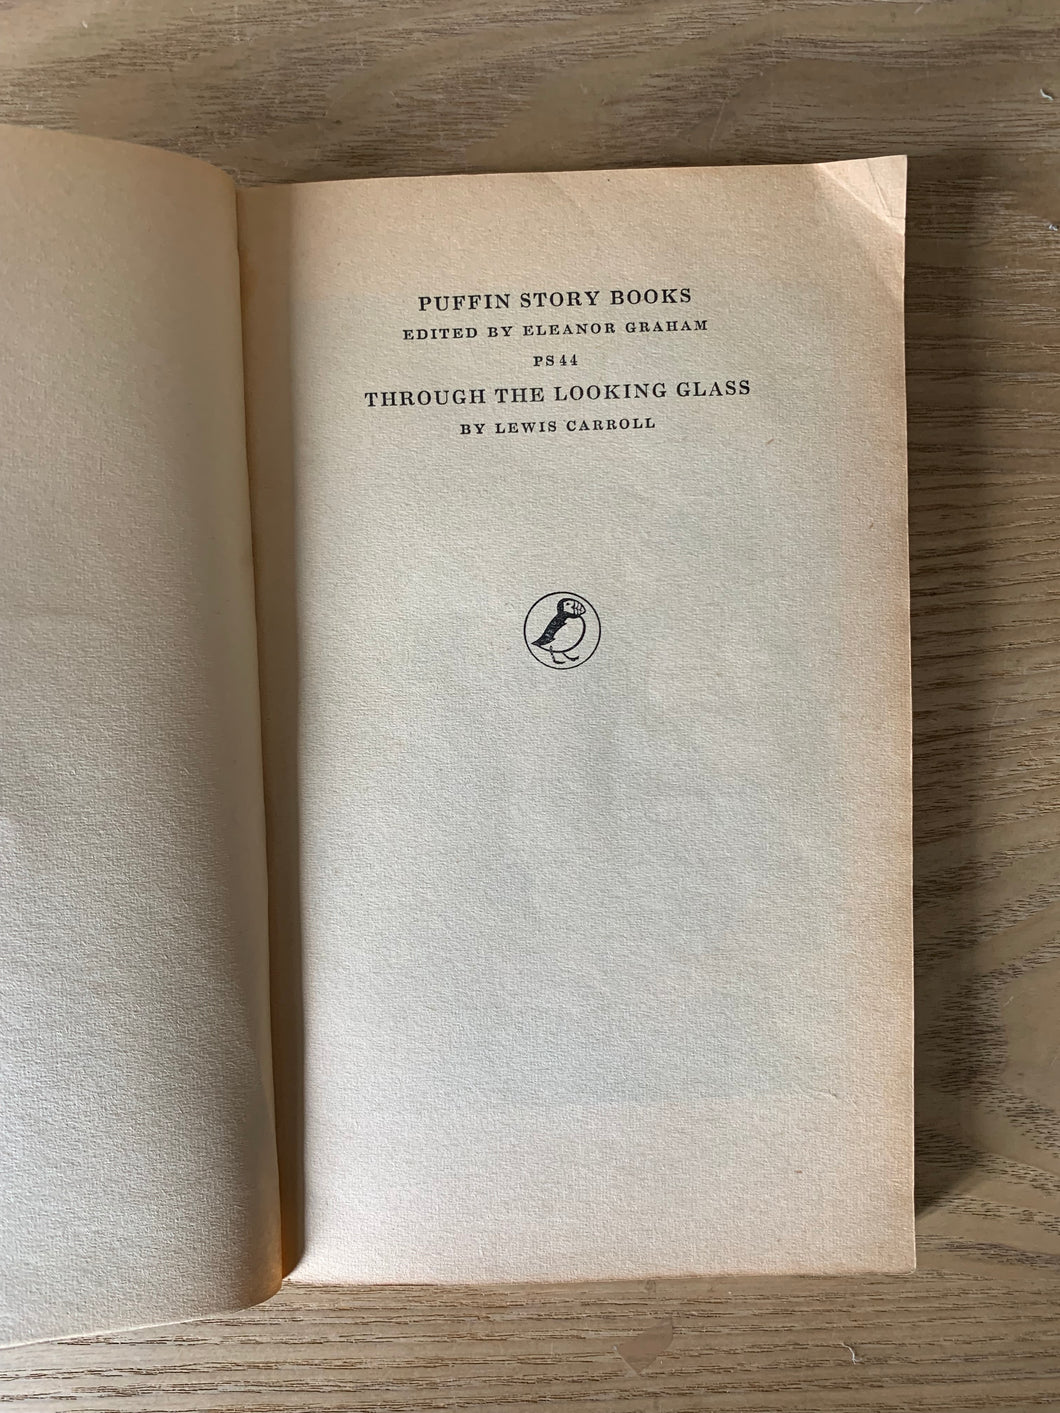 PUFFIN STORY BOOKS
EDITED BY ELEANOR GRAHAM
PS44
THROUGH THE LOOKING GLASS
BY LEWIS CARROLL